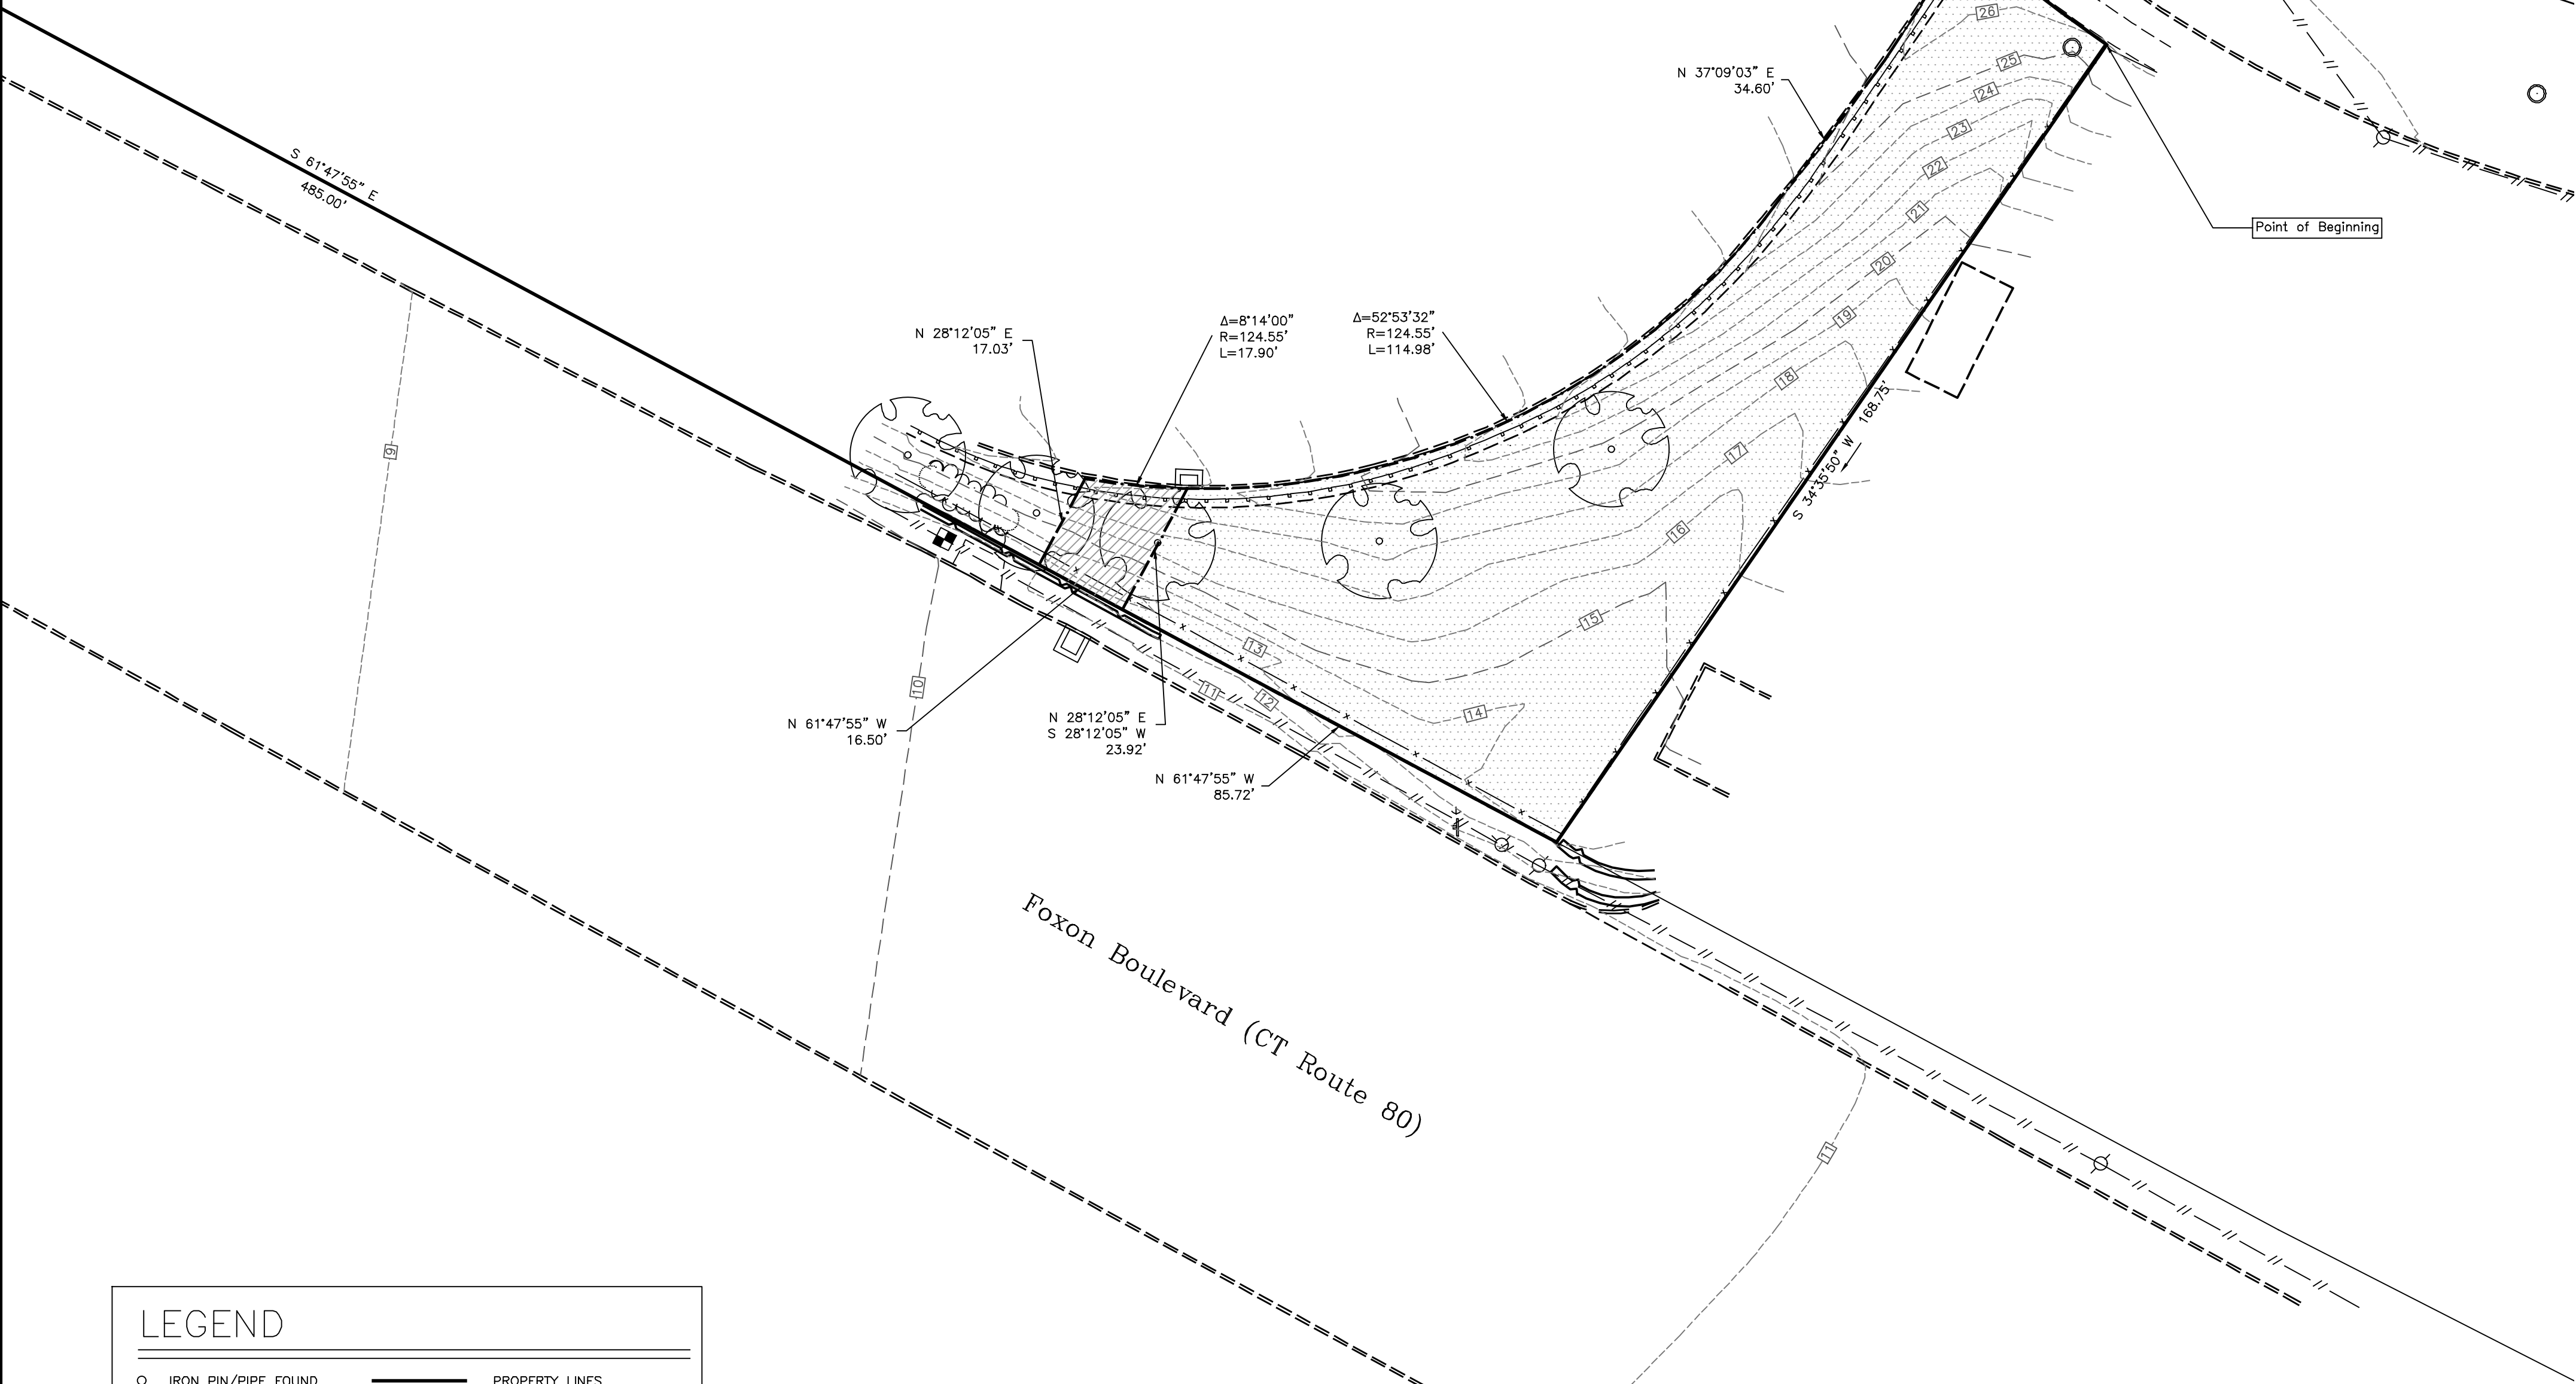 26
25
24
23
22
21
20
19
18
17
16
15
14
13
12
11
10
9
11
N 37°09'03" E
34.60'
Point of Beginning
S 61°47'55" E
485.00'
N 28°12'05" E
17.03'
Δ=8°14'00"
R=124.55'
L=17.90'
Δ=52°53'32"
R=124.55'
L=114.98'
S 34°35'50" W 168.75'
N 61°47'55" W
16.50'
N 28°12'05" E
S 28°12'05" W
23.92'
N 61°47'55" W
85.72'
Foxon Boulevard (CT Route 80)
LEGEND
IRON PIN/PIPE FOUND
PROPERTY LINES